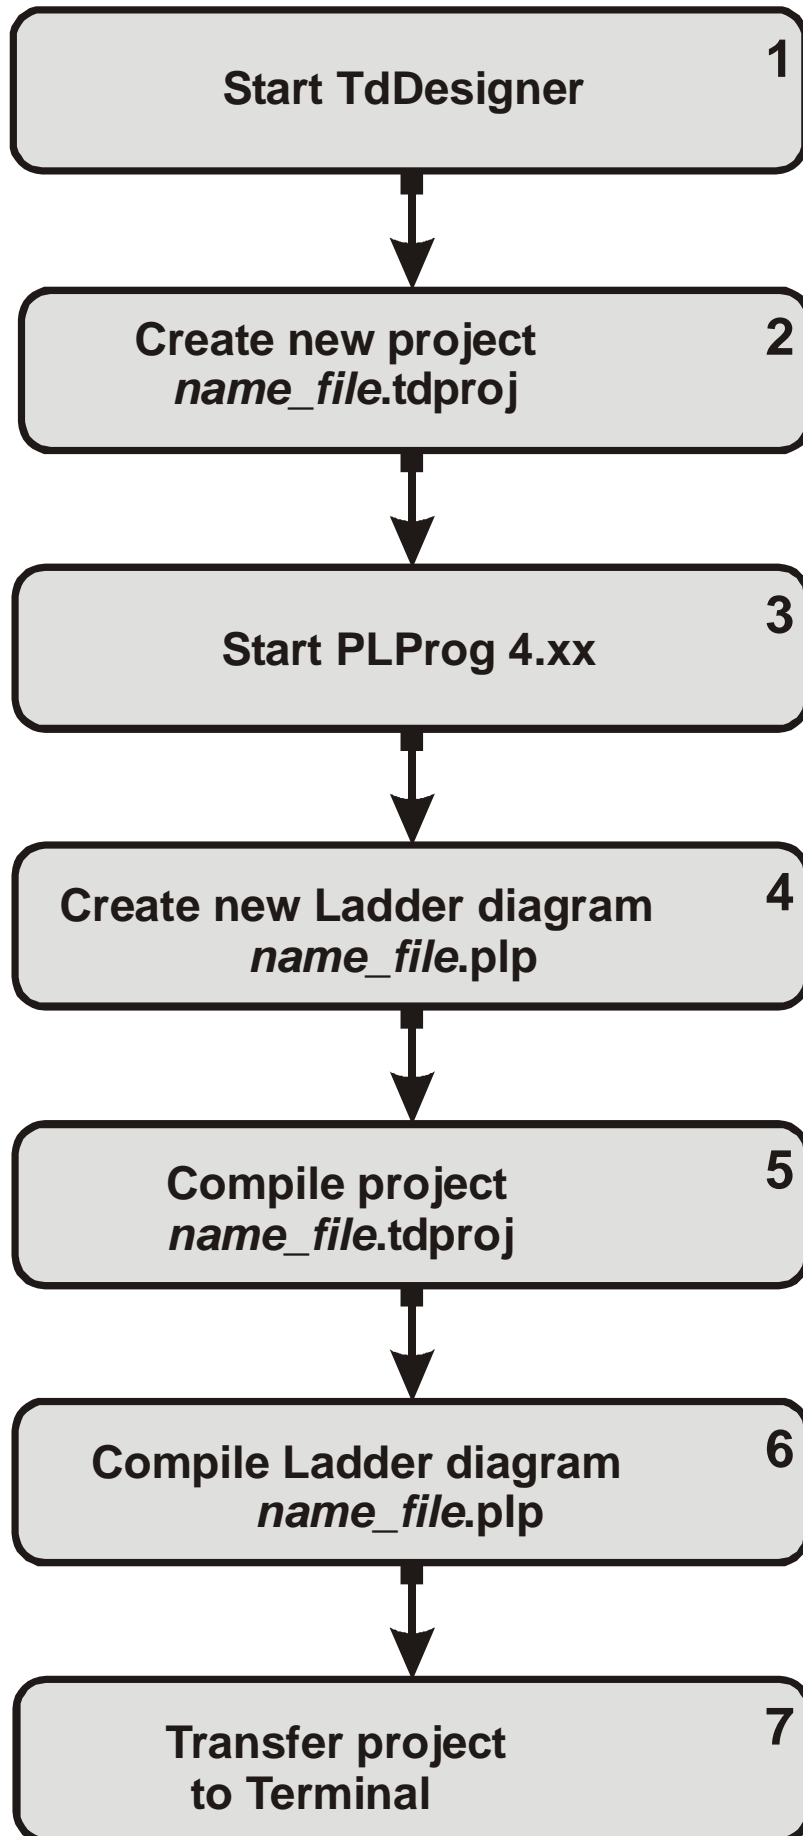 1
Start TdDesigner
2
Create new project
name_file.tdproj
3
Start PLProg 4.xx
4
Create new Ladder diagram
name_file.plp
5
Compile project
name_file.tdproj
6
Compile Ladder diagram
name_file.plp
7
Transfer project
to Terminal